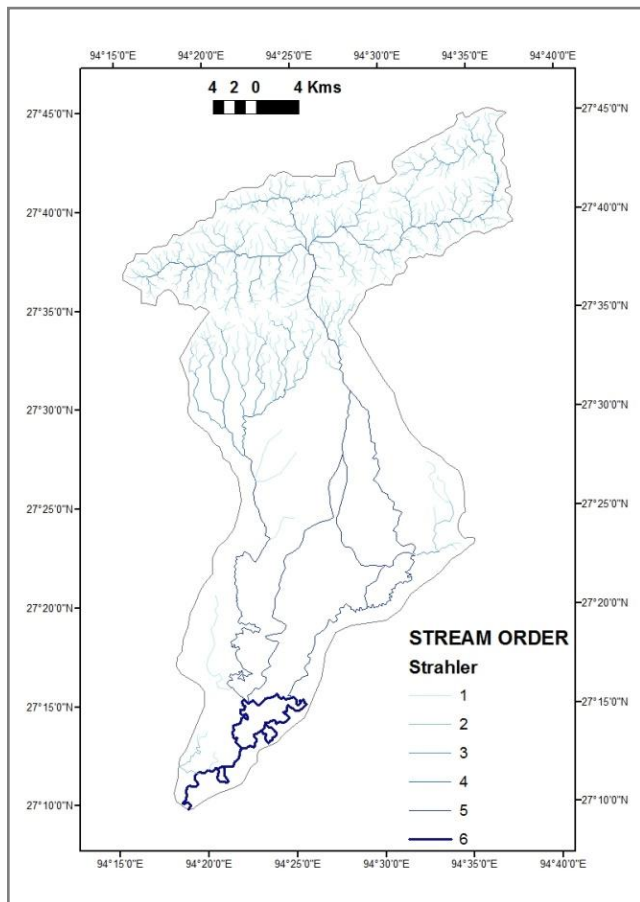 94°15'0"E 94°20'0"E 94°25'0"E 94°30'0"E 94°35'0"E 94°40'0"E
4 2 0 4 Kms
27°45'0"N 27°45'0"N
27°40'0"N 27°40'0"N
27°35'0"N 27°35'0"N
27°30'0"N 27°30'0"N
27°25'0"N 27°25'0"N
27°20'0"N 27°20'0"N
STREAM ORDER
Strahler
27°15'0"N 27°15'0"N
1
2
3
4
27°10'0"N 27°10'0"N
5
6
94°15'0"E 94°20'0"E 94°25'0"E 94°30'0"E 94°35'0"E 94°40'0"E